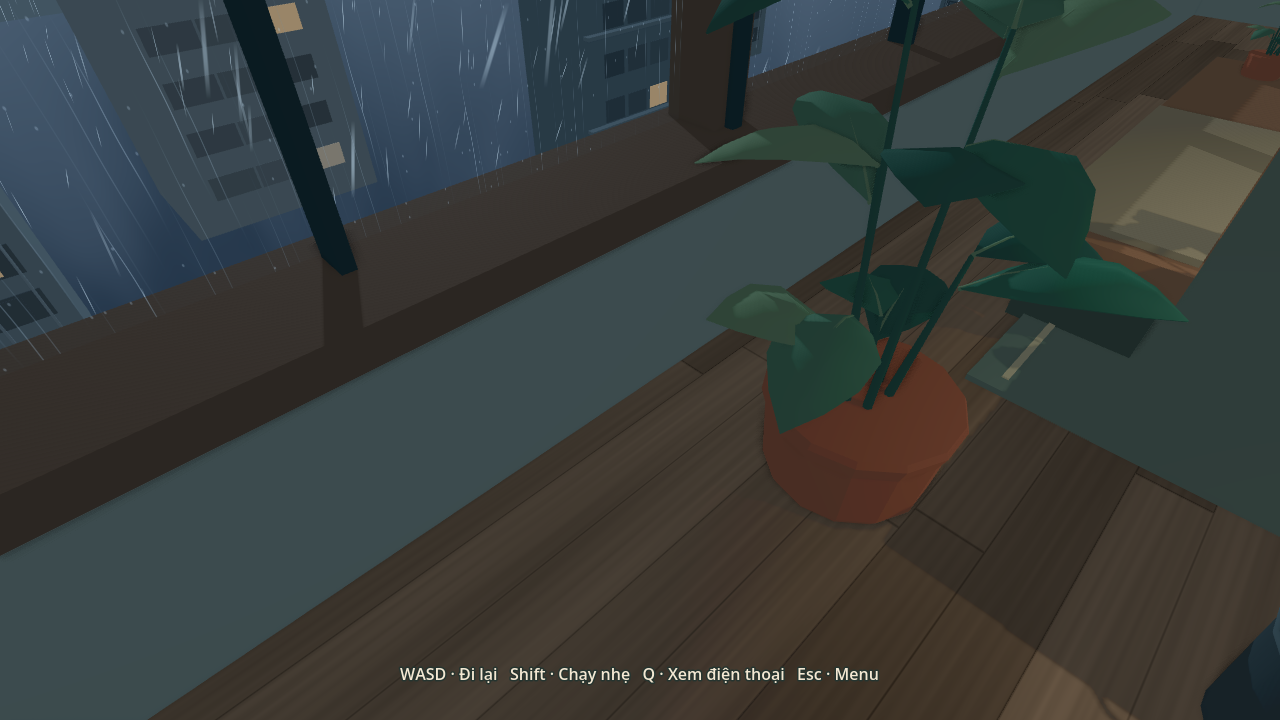 WASD · Đi lại   Shift · Chạy nhẹ   Q · Xem điện thoại   Esc · Menu